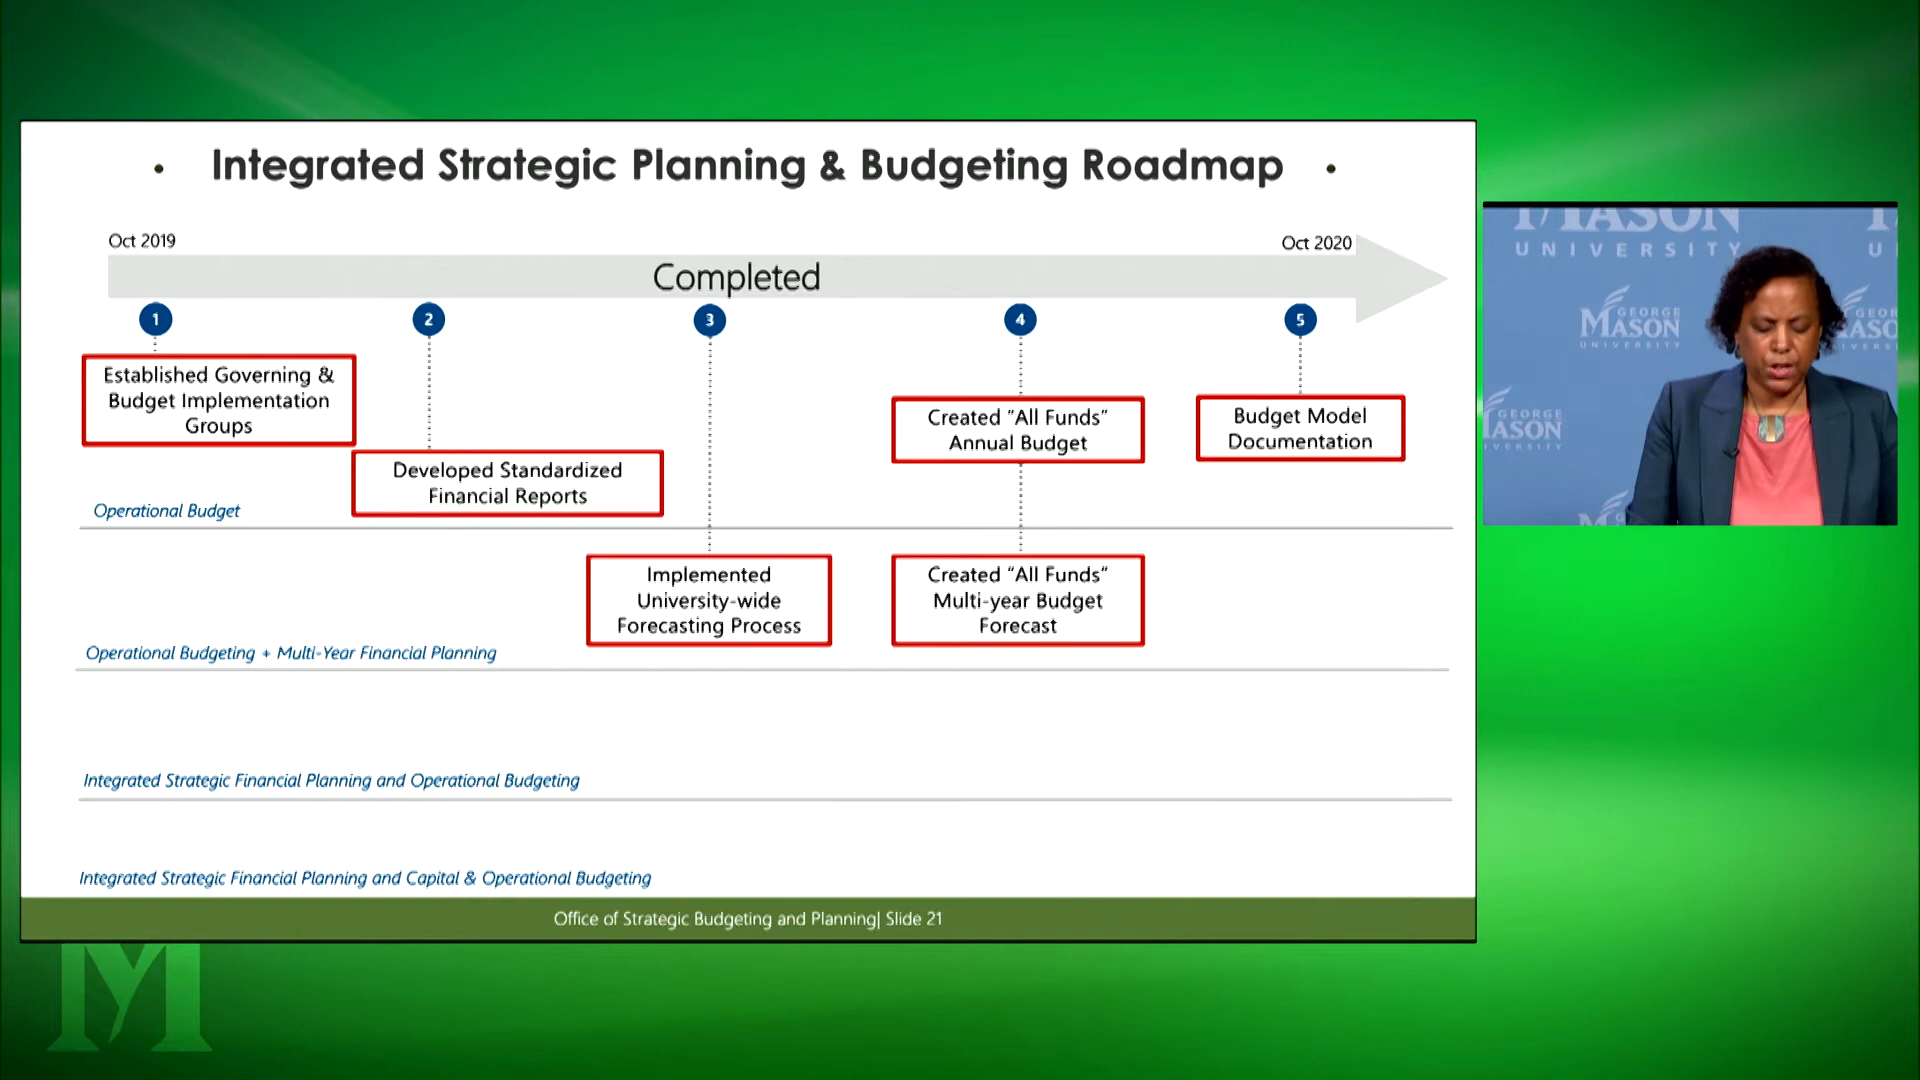 • Integrated Strategic Planning & Budgeting Roadmap •
Oct 2019
Oct 2020
Completed
1
2
3
4
5
Established Governing &
Budget Implementation
Groups
Developed Standardized
Financial Reports
Created "All Funds"
Annual Budget
Budget Model
Documentation
Operational Budget
Implemented
University-wide
Forecasting Process
Created "All Funds"
Multi-year Budget
Forecast
Operational Budgeting + Multi-Year Financial Planning
Integrated Strategic Financial Planning and Operational Budgeting
Integrated Strategic Financial Planning and Capital & Operational Budgeting
Office of Strategic Budgeting and Planning| Slide 21
MASON
UNIVERSITY
GEORGE
MASON
UNIVERSITY
GEORGE
MASON
M